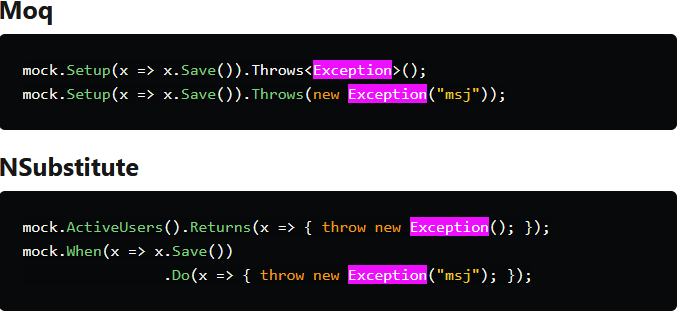 Moq
mock.Setup(x => x.Save()).Throws<Exception>();
mock.Setup(x => x.Save()).Throws(new Exception("msj"));
NSubstitute
mock.ActiveUsers().Returns(x => { throw new Exception(); });
mock.When(x => x.Save())
.Do(x => { throw new Exception("msj"); });